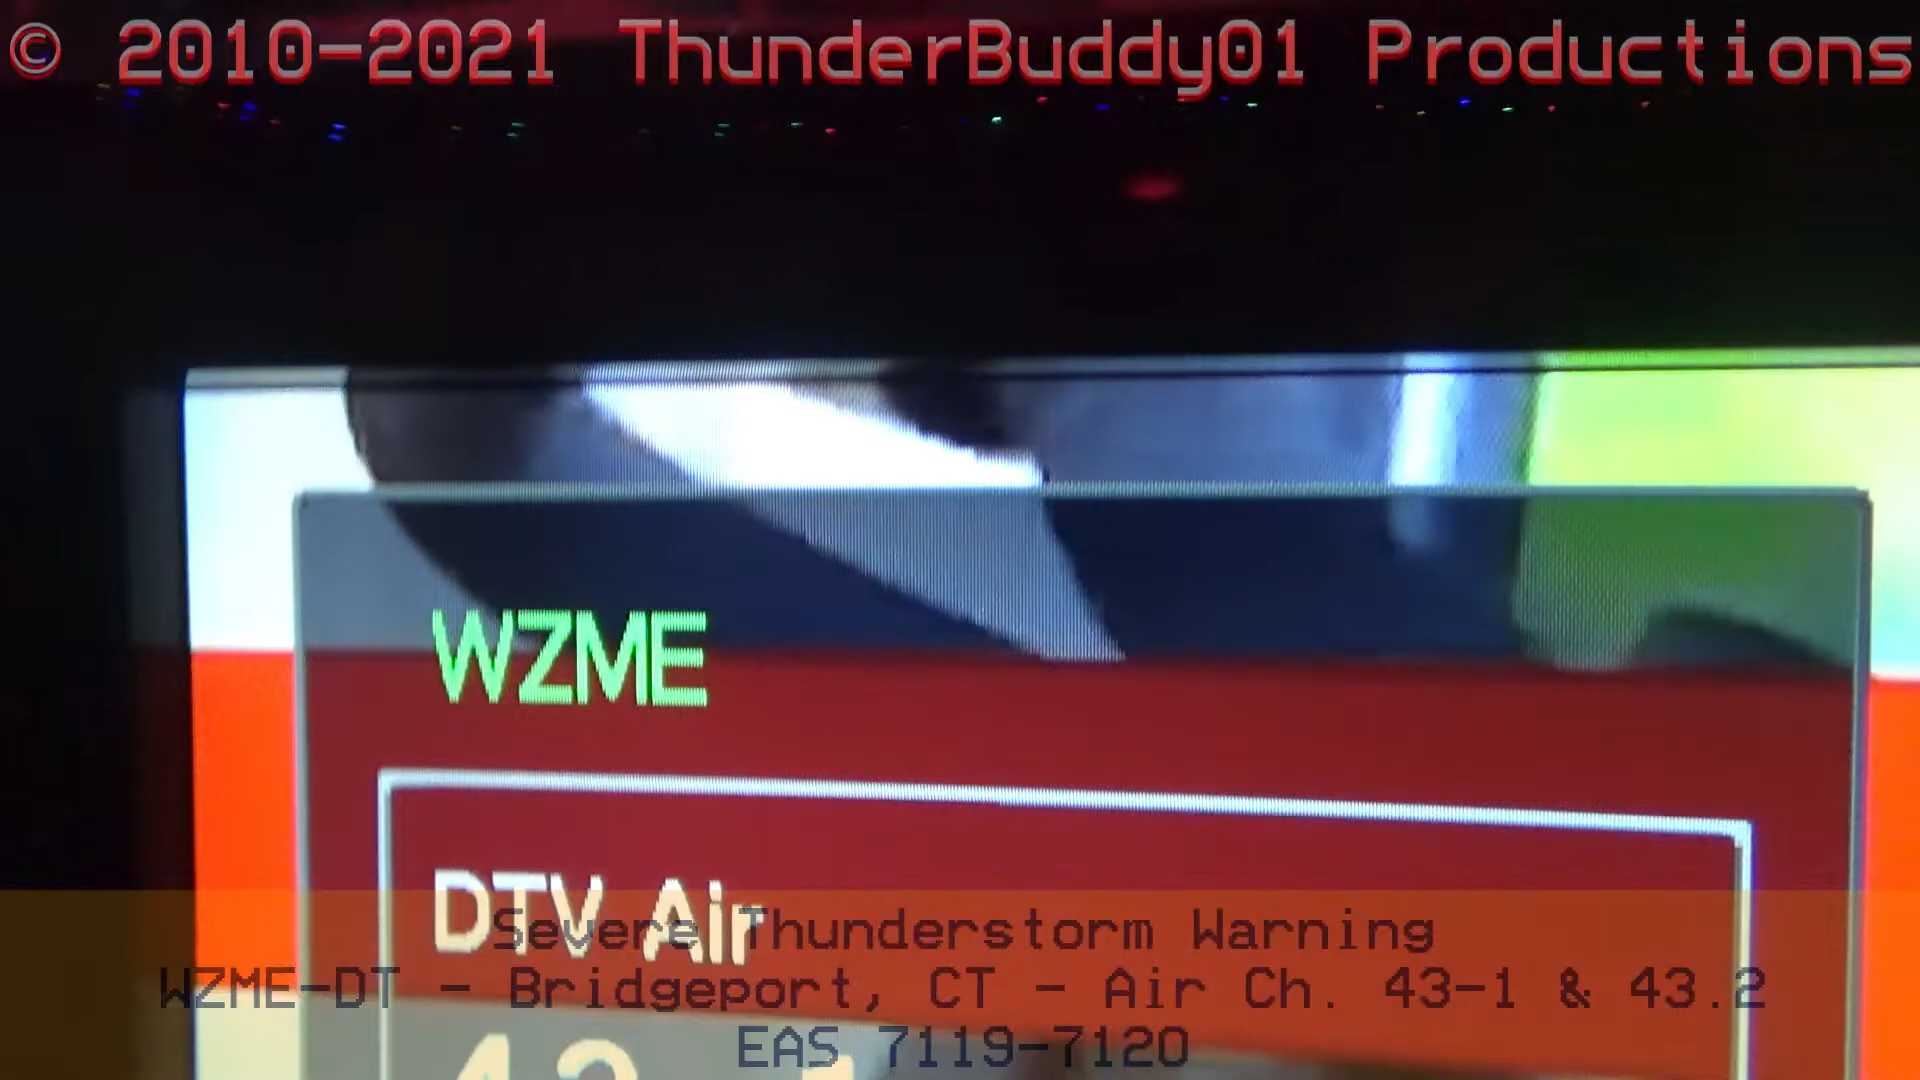 © 2010-2021 ThunderBuddy01 Productions
WZME
DTV Air
Severe Thunderstorm Warning
WZME-DT - Bridgeport, CT - Air Ch. 43-1 & 43.2
EAS 7119-7120